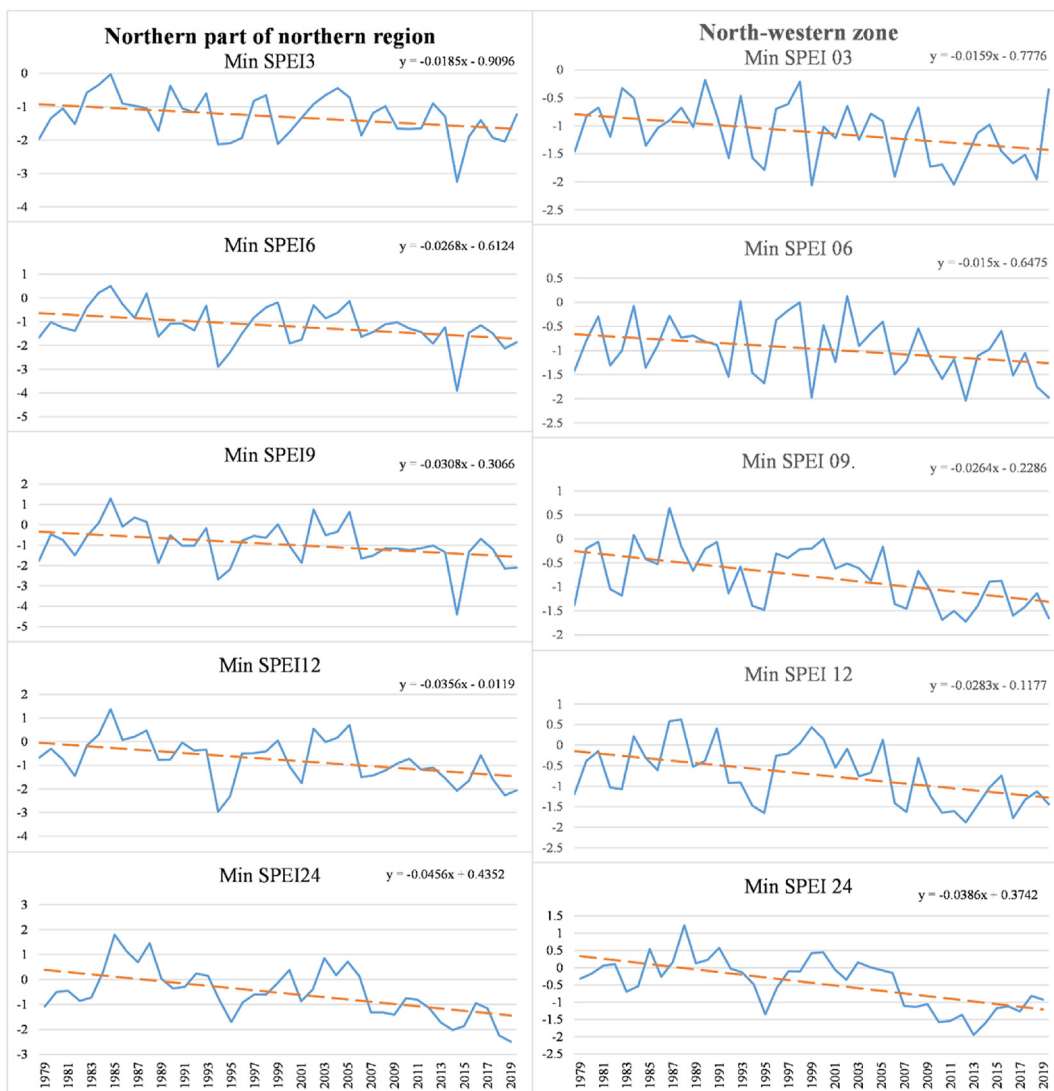 Northern part of northern region
Min SPEI3
y = -0.0185x - 0.9096
0
-1
-2
-3
-4
Min SPEI6
y = -0.0268x - 0.6124
1
0
-1
-2
-3
-4
-5
Min SPEI9
y = -0.0308x - 0.3066
2
1
0
-1
-2
-3
-4
-5
Min SPEI12
y = -0.0356x - 0.0119
2
1
0
-1
-2
-3
-4
Min SPEI24
y = -0.0456x + 0.4352
3
2
1
0
-1
-2
-3
1979 1981 1983 1985 1987 1989 1991 1993 1995 1997 1999 2001 2003 2005 2007 2009 2011 2013 2015 2017 2019
North-western zone
Min SPEI 03
y = -0.0159x - 0.7776
0
-0.5
-1
-1.5
-2
-2.5
Min SPEI 06
y = -0.015x - 0.6475
0.5
0
-0.5
-1
-1.5
-2
-2.5
Min SPEI 09.
y = -0.0264x - 0.2286
1
0.5
0
-0.5
-1
-1.5
-2
Min SPEI 12
y = -0.0283x - 0.1177
1
0.5
0
-0.5
-1
-1.5
-2
-2.5
Min SPEI 24
y = -0.0386x + 0.3742
1.5
1
0.5
0
-0.5
-1
-1.5
-2
-2.5
1979 1981 1983 1985 1987 1989 1991 1993 1995 1997 1999 2001 2003 2005 2007 2009 2011 2013 2015 2017 2019